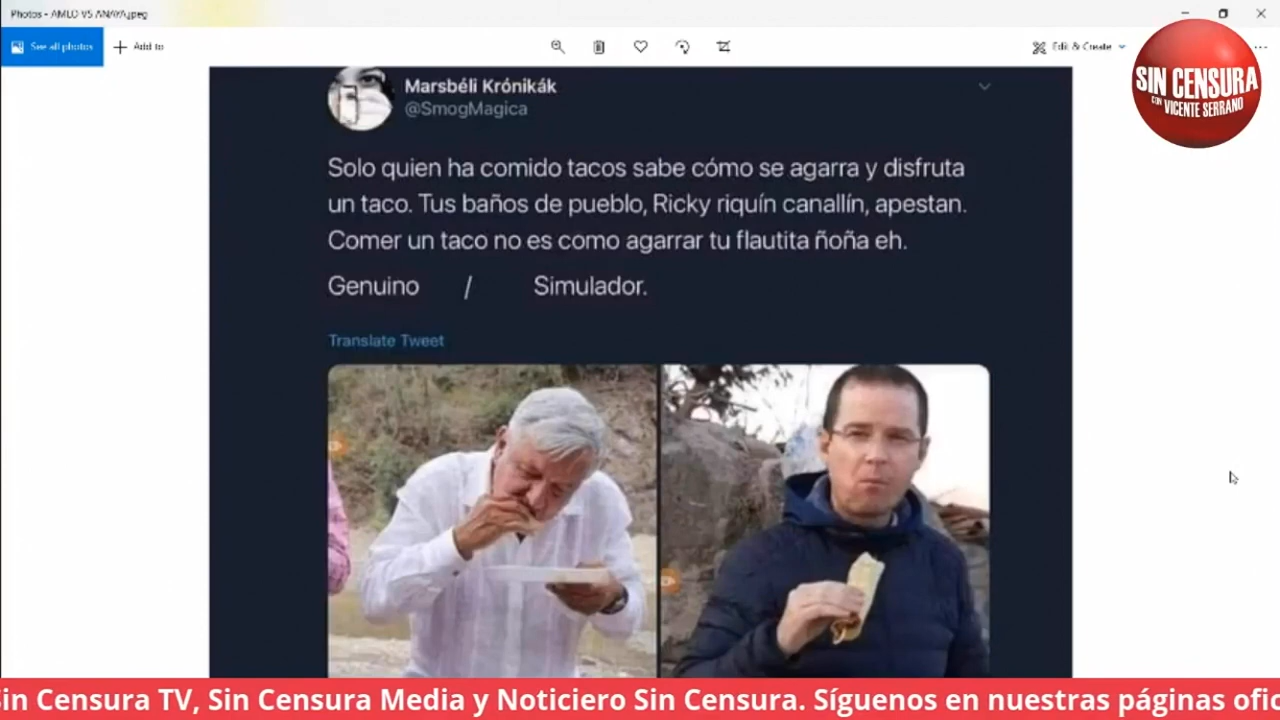 Photos - AMLO VS ANAYA.jpeg
See all photos
Add to
Edit & Create
SIN CENSURA
CON VICENTE SERRANO
Marsbéli Krónikák
@SmogMagica
Solo quien ha comido tacos sabe cómo se agarra y disfruta
un taco. Tus baños de pueblo, Ricky riquín canallín, apestan.
Comer un taco no es como agarrar tu flautita ñoña eh.
Genuino / Simulador.
Translate Tweet
Sin Censura TV, Sin Censura Media y Noticiero Sin Censura. Síguenos en nuestras páginas ofic